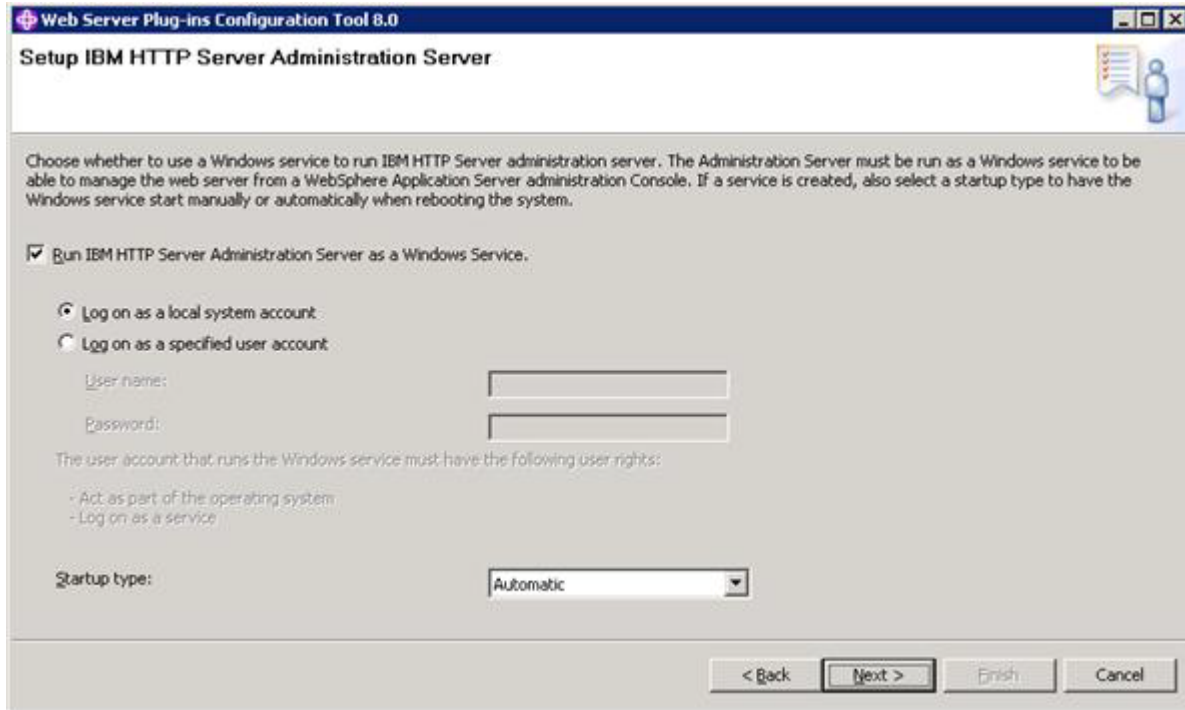 Web Server Plug-ins Configuration Tool 8.0
Setup IBM HTTP Server Administration Server
Choose whether to use a Windows service to run IBM HTTP Server administration server. The Administration Server must be run as a Windows service to be
able to manage the web server from a WebSphere Application Server administration Console. If a service is created, also select a startup type to have the
Windows service start manually or automatically when rebooting the system.
Run IBM HTTP Server Administration Server as a Windows Service.
Log on as a local system account
Log on as a specified user account
User name:
Password:
The user account that runs the Windows service must have the following user rights:
- Act as part of the operating system
- Log on as a service
Startup type:
Automatic
< Back
Next >
Finish
Cancel